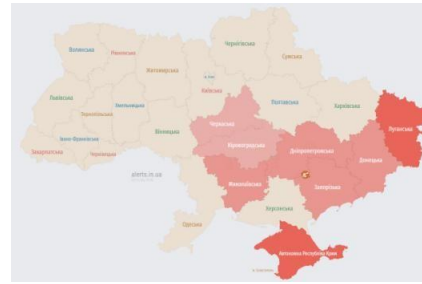 Чернігівська
Волинська
Рівненська
Сумська
Житомирська
Київська
Львівська
Полтавська
Харківська
Хмельницька
Тернопільська
Черкаська
Луганська
Вінницька
Івано-Франківська
Кіровоградська
Дніпропетровська
Закарпатська
Чернівецька
Донецька
alerts.in.ua
Миколаївська
Запорізька
Херсонська
Одеська
Автономна Республіка Крим